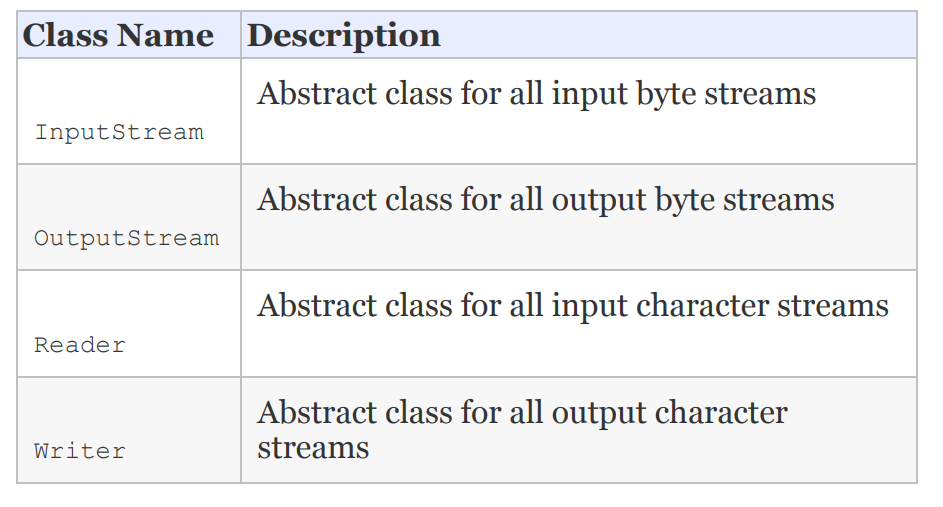 Class Name Description
Abstract class for all input byte streams
InputStream
Abstract class for all output byte streams
OutputStream
Abstract class for all input character streams
Reader
Abstract class for all output character
streams
Writer